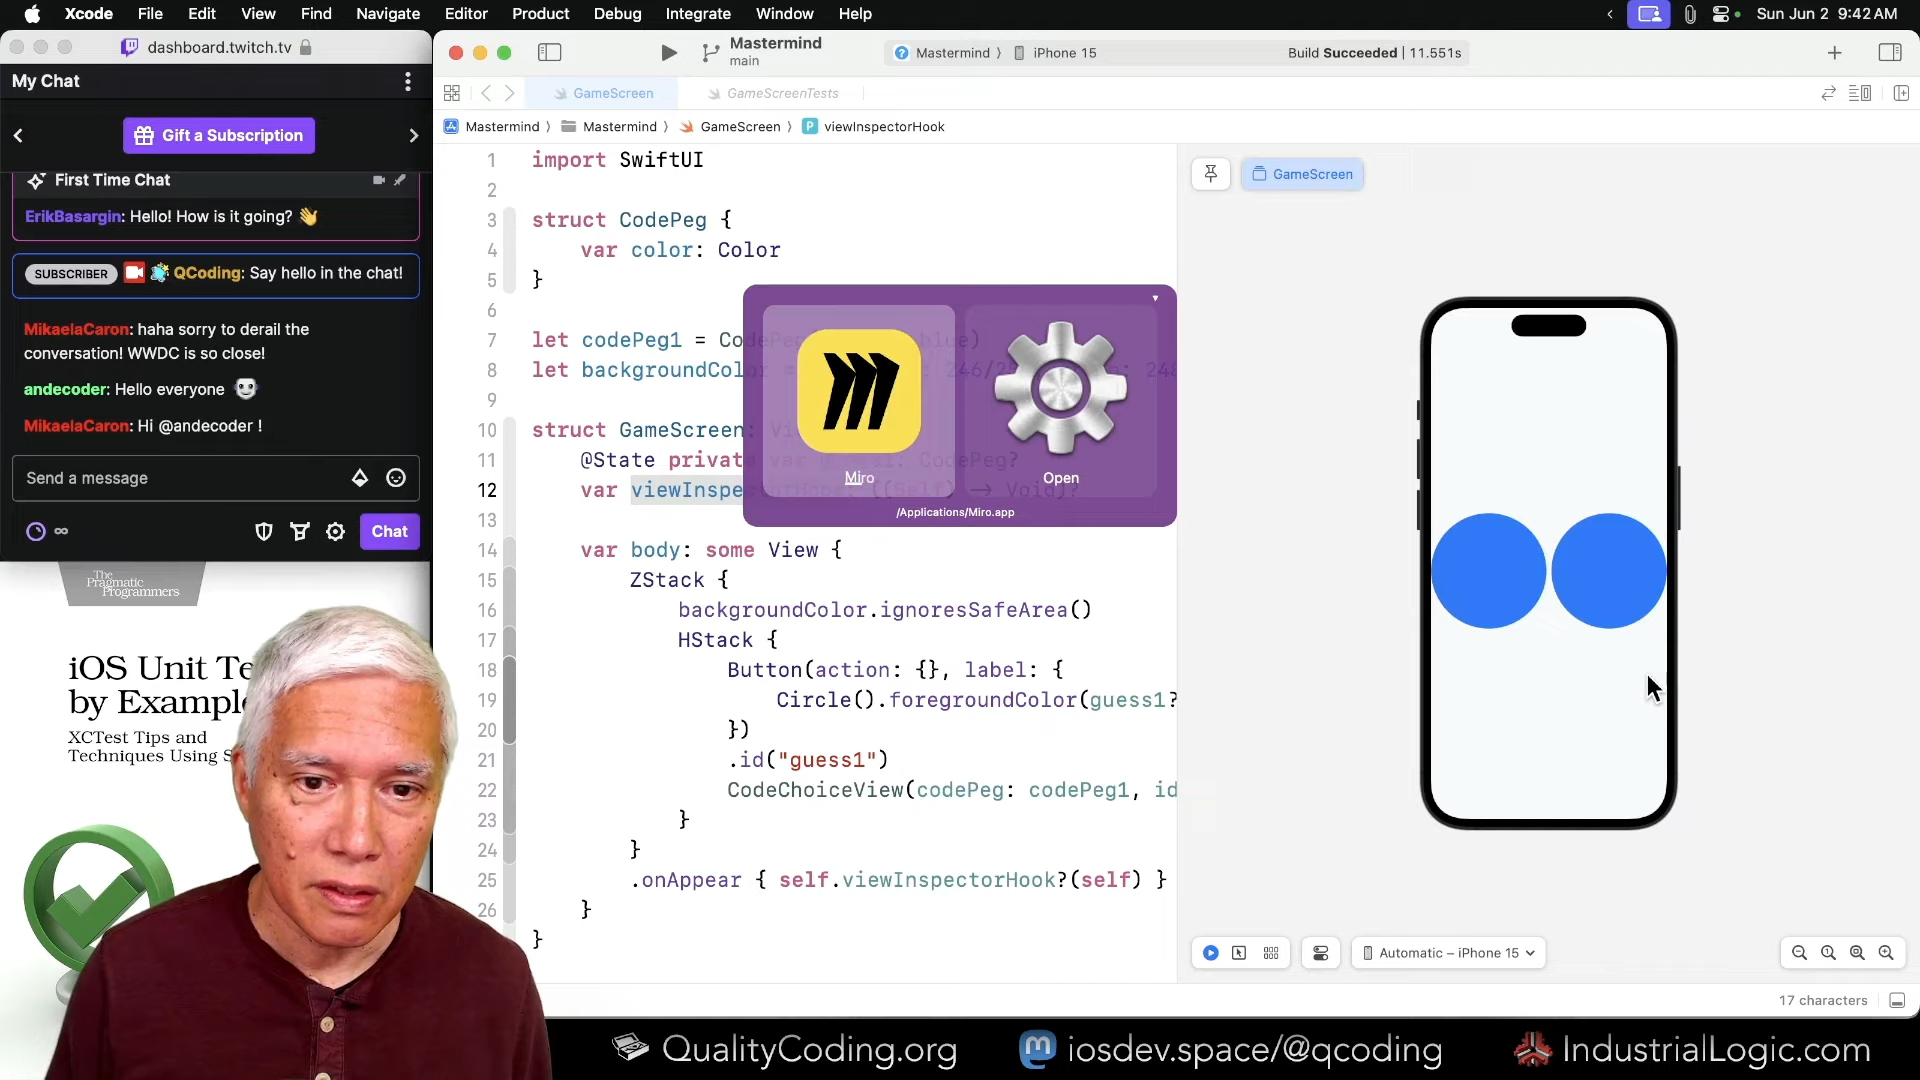 Xcode File Edit View Find Navigate Editor Product Debug Integrate Window Help
Sun Jun 2 9:42 AM
dashboard.twitch.tv
My Chat
Gift a Subscription
First Time Chat
ErikBasargin: Hello! How is it going?
SUBSCRIBER QCoding: Say hello in the chat!
MikaelaCaron: haha sorry to derail the
conversation! WWDC is so close!
andecoder: Hello everyone
MikaelaCaron: Hi @andecoder !
Send a message
∞
Chat
The
Pragmatic
Programmers
iOS Unit Te
by Example
XCTest Tips and
Techniques Using S
Mastermind
main
Mastermind 〉 iPhone 15
Build Succeeded | 11.551s
GameScreen
GameScreenTests
Mastermind 〉 Mastermind 〉 GameScreen 〉 P viewInspectorHook
1 import SwiftUI
2
3 struct CodePeg {
4 var color: Color
5 }
6
7 let codePeg1 =
8 let backgroundCol
9
10 struct GameScreen:
11 @State privat CodePeg?
12 var viewInspe Void)?
13
14 var body: some View {
15 ZStack {
16 backgroundColor.ignoresSafeArea()
17 HStack {
18 Button(action: {}, label: {
19 Circle().foregroundColor(guess1?
20 })
21 .id("guess1")
22 CodeChoiceView(codePeg: codePeg1, id
23 }
24 }
25 .onAppear { self.viewInspectorHook?(self) }
26 }
}
Miro
Open
/Applications/Miro.app
GameScreen
Automatic – iPhone 15
17 characters
QualityCoding.org
iosdev.space/@qcoding
IndustrialLogic.com